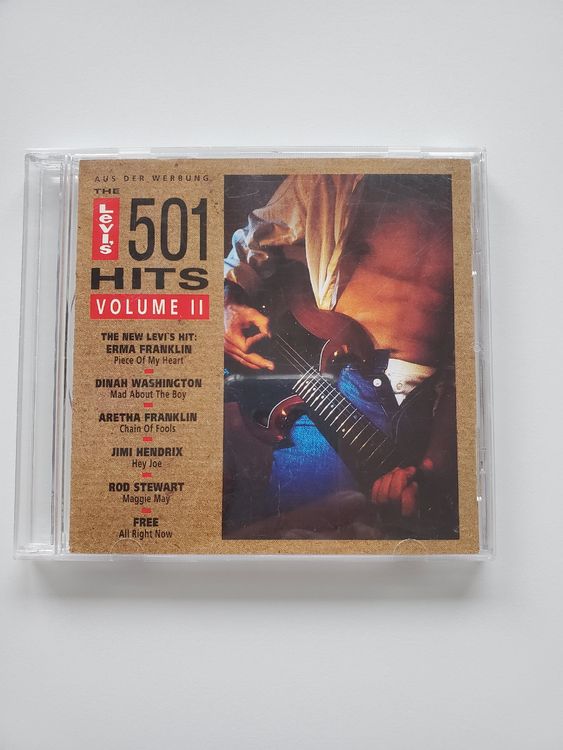 AUS DER WERBUNG
THE
Levi's
501
HITS
VOLUME II
THE NEW LEVI'S HIT:
ERMA FRANKLIN
Piece Of My Heart
DINAH WASHINGTON
Mad About The Boy
ARETHA FRANKLIN
Chain Of Fools
JIMI HENDRIX
Hey Joe
ROD STEWART
Maggie May
FREE
All Right Now